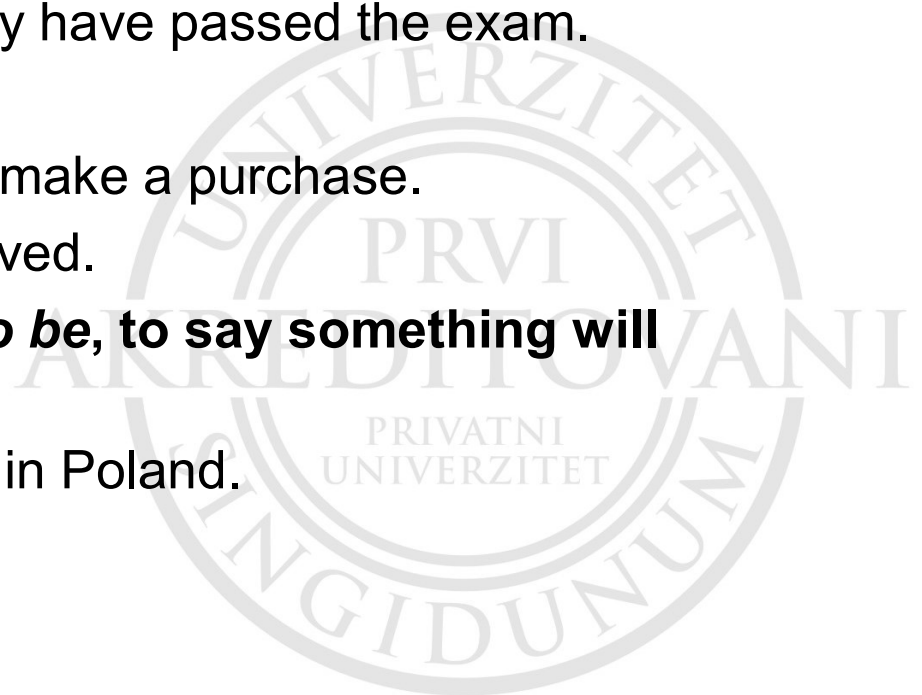 y have passed the exam.
make a purchase.
ved.
o be, to say something will
in Poland.
UNIVERZITET
PRVI
AKREDITOVANI
PRIVATNI
UNIVERZITET
SINGIDUNUM